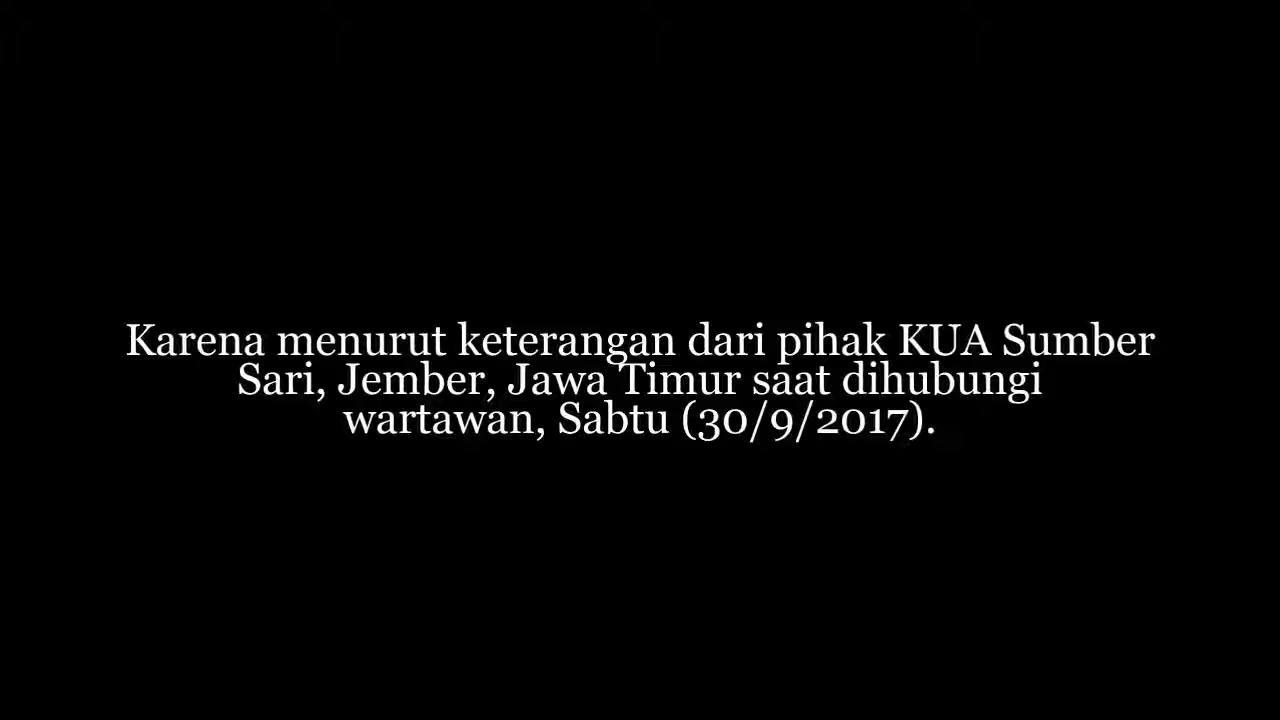 Karena menurut keterangan dari pihak KUA Sumber
Sari, Jember, Jawa Timur saat dihubungi
wartawan, Sabtu (30/9/2017).